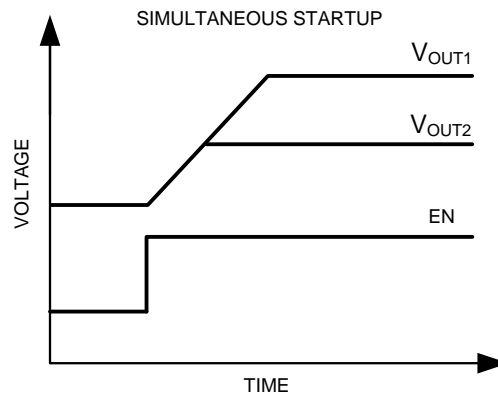 SIMULTANEOUS STARTUP
VOUT1
VOUT2
EN
VOLTAGE
TIME